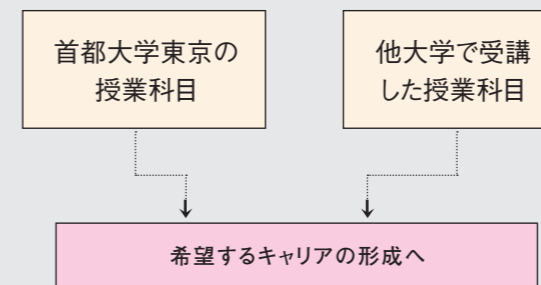 首都大学東京の
授業科目
他大学で受講
した授業科目
希望するキャリアの形成へ